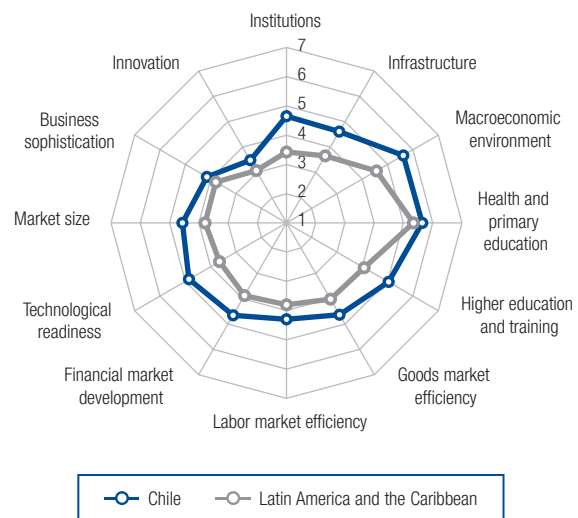 Institutions
7
6
5
4
3
2
1
Infrastructure
Macroeconomic
environment
Health and
primary
education
Higher education
and training
Goods market
efficiency
Labor market efficiency
Financial market
development
Technological
readiness
Market size
Business
sophistication
Innovation
Chile
Latin America and the Caribbean